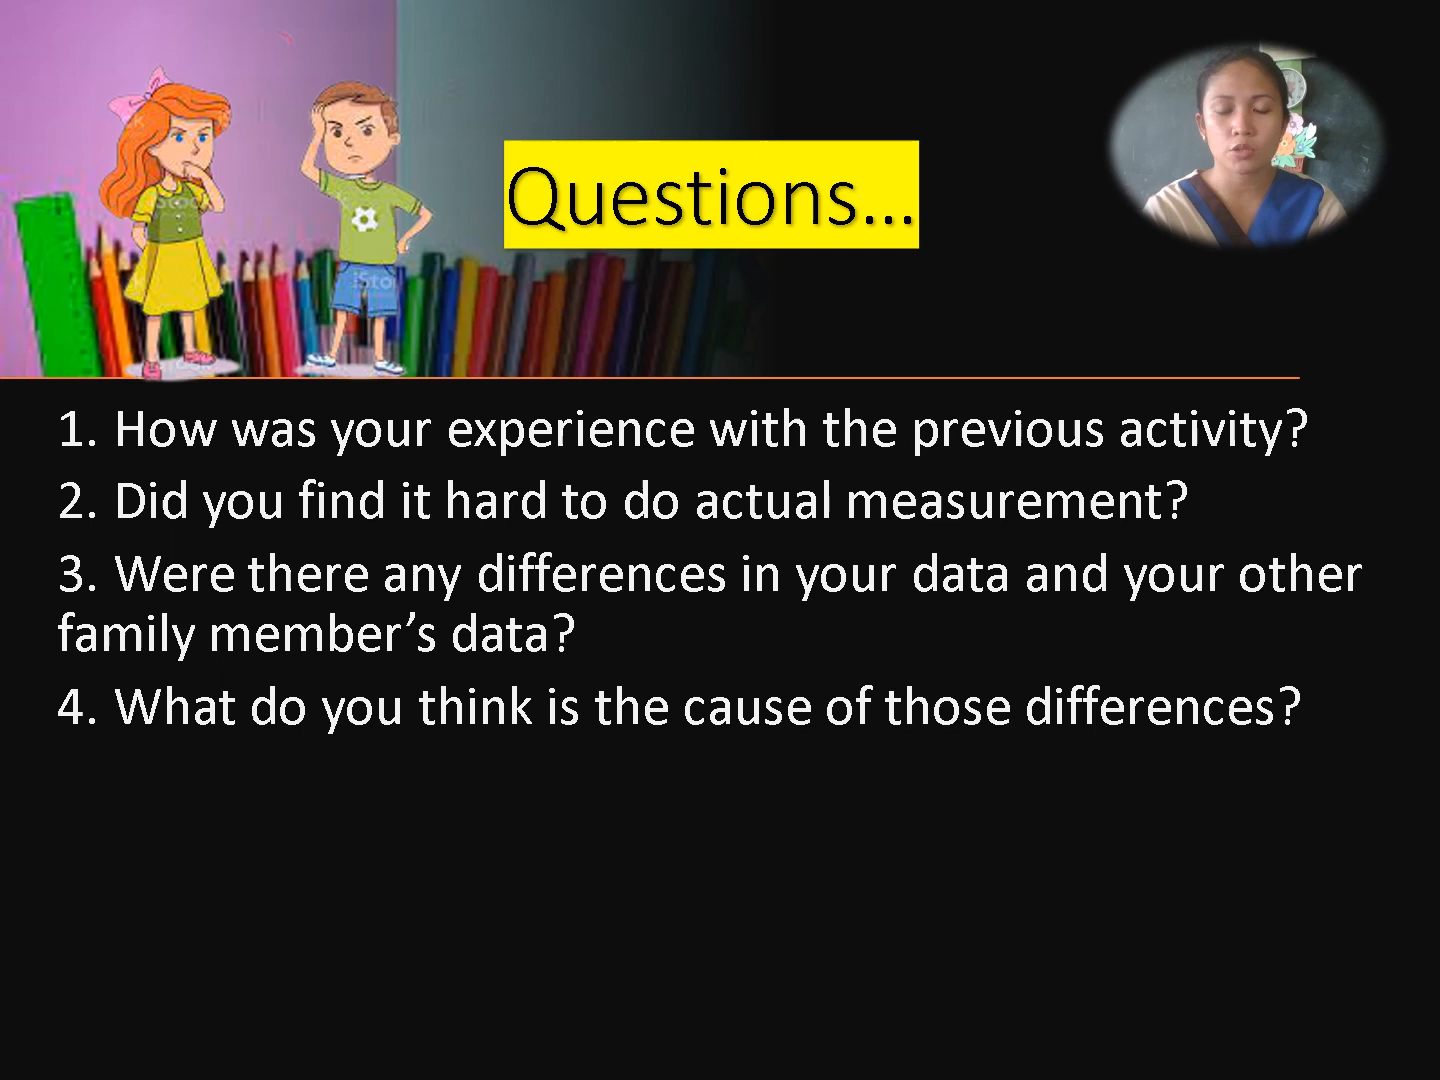 Questions...
1. How was your experience with the previous activity?
2. Did you find it hard to do actual measurement?
3. Were there any differences in your data and your other
family member’s data?
4. What do you think is the cause of those differences?